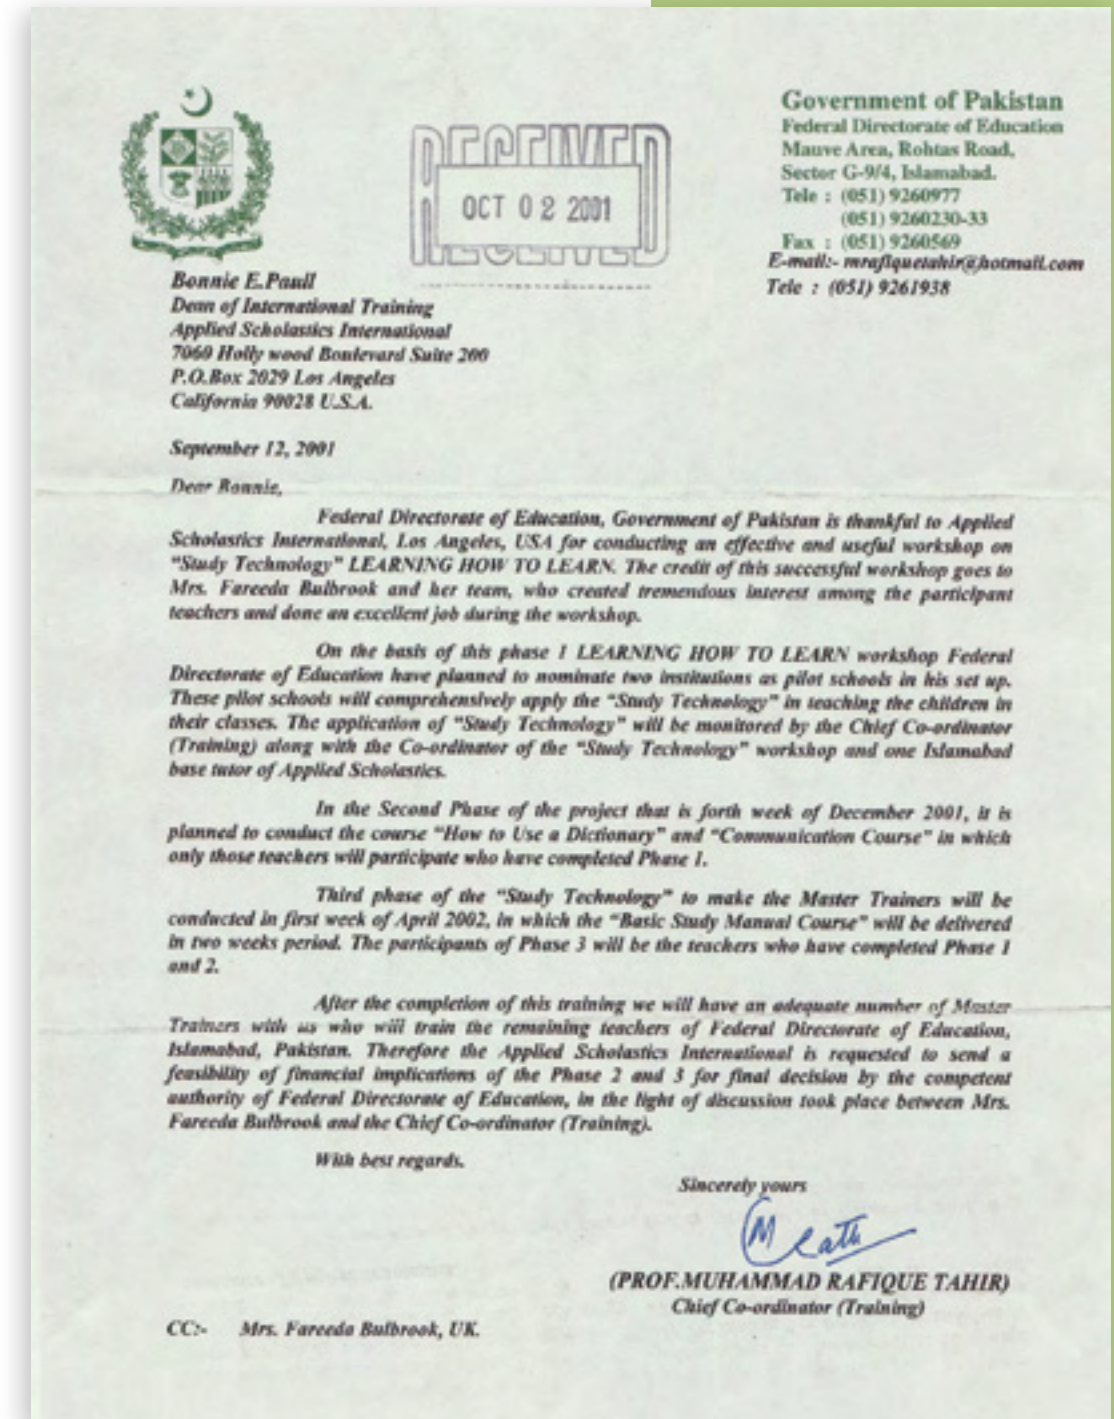 RECEIVED
OCT 02 2001
RECEIVED
Government of Pakistan
Federal Directorate of Education
Mauve Area, Rohtas Road,
Sector G-9/4, Islamabad.
Tele : (051) 9260977
(051) 9260230-33
Fax : (051) 9260569
E-mail:- mrafiquetahir@hotmail.com
Tele : (051) 9261938
Bonnie E.Paull
Dean of International Training
Applied Scholastics International
7060 Holly wood Boulevard Suite 200
P.O.Box 2029 Los Angeles
California 90028 U.S.A.
September 12, 2001
Dear Bonnie,
Federal Directorate of Education, Government of Pakistan is thankful to Applied
Scholastics International, Los Angeles, USA for conducting an effective and useful workshop on
“Study Technology” LEARNING HOW TO LEARN. The credit of this successful workshop goes to
Mrs. Fareeda Bulbrook and her team, who created tremendous interest among the participant
teachers and done an excellent job during the workshop.
On the basis of this phase 1 LEARNING HOW TO LEARN workshop Federal
Directorate of Education have planned to nominate two institutions as pilot schools in his set up.
These pilot schools will comprehensively apply the “Study Technology” in teaching the children in
their classes. The application of “Study Technology” will be monitored by the Chief Co-ordinator
(Training) along with the Co-ordinator of the “Study Technology” workshop and one Islamabad
base tutor of Applied Scholastics.
In the Second Phase of the project that is forth week of December 2001, it is
planned to conduct the course “How to Use a Dictionary” and “Communication Course” in which
only those teachers will participate who have completed Phase 1.
Third phase of the “Study Technology” to make the Master Trainers will be
conducted in first week of April 2002, in which the “Basic Study Manual Course” will be delivered
in two weeks period. The participants of Phase 3 will be the teachers who have completed Phase 1
and 2.
After the completion of this training we will have an adequate number of Master
Trainers with us who will train the remaining teachers of Federal Directorate of Education,
Islamabad, Pakistan. Therefore the Applied Scholastics International is requested to send a
feasibility of financial implications of the Phase 2 and 3 for final decision by the competent
authority of Federal Directorate of Education, in the light of discussion took place between Mrs.
Fareeda Bulbrook and the Chief Co-ordinator (Training).
With best regards.
Sincerely yours
(PROF.MUHAMMAD RAFIQUE TAHIR)
Chief Co-ordinator (Training)
CC:- Mrs. Fareeda Bulbrook, UK.